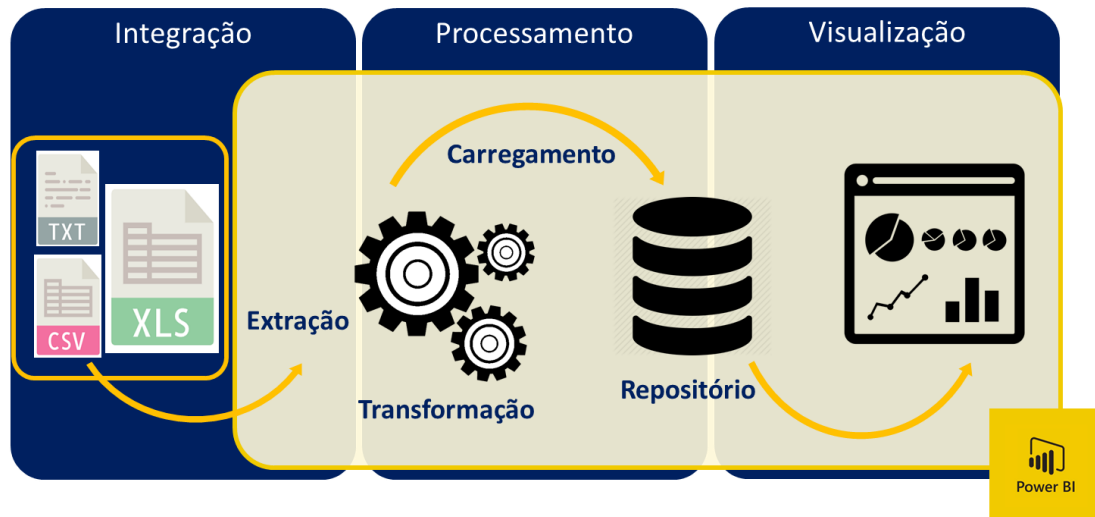 Integração
Processamento
Visualização
TXT
CSV
XLS
Extração
Carregamento
Transformação
Repositório
Power BI